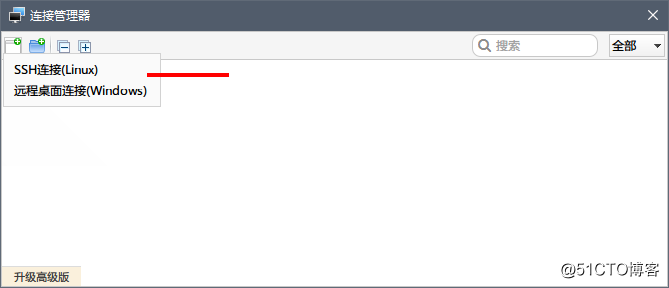 连接管理器
搜索
全部
SSH连接(Linux)
远程桌面连接(Windows)
升级高级版
@51CTO博客